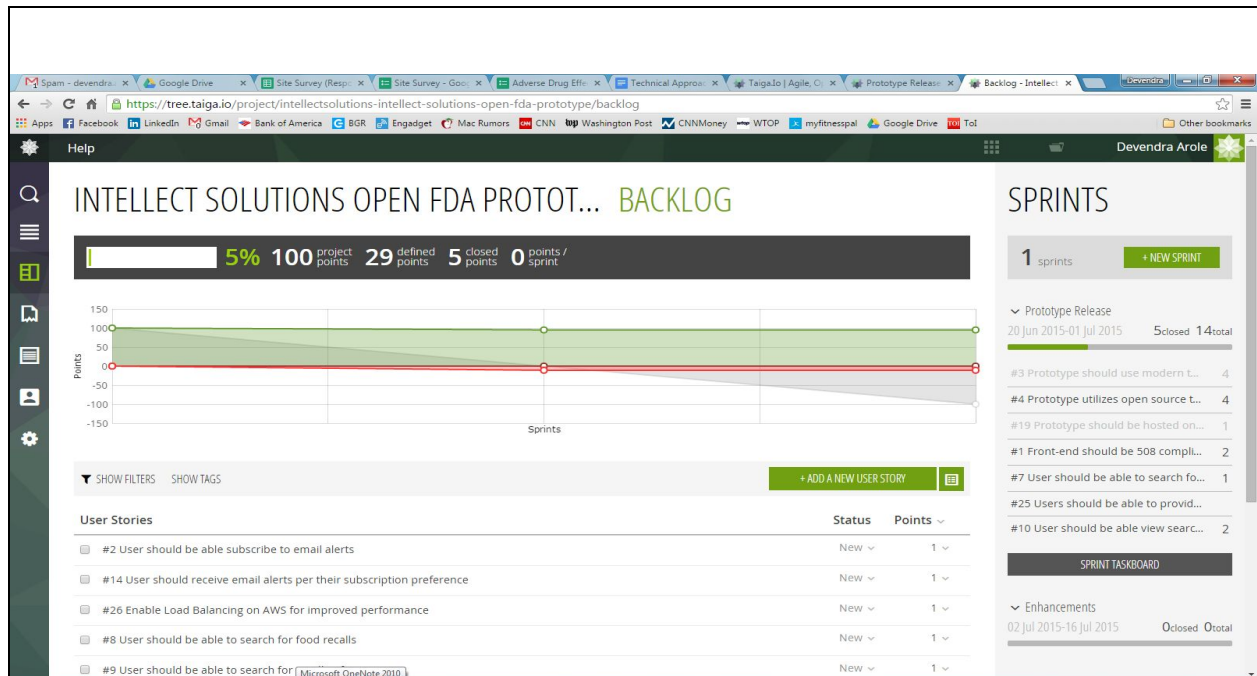 Spam - devendra.
Google Drive
Site Survey (Respo
Site Survey - Goog
Adverse Drug Effe
Technical Approac
Taiga.Io | Agile, O
Prototype Release
Backlog - Intellect
Devendra
https://tree.taiga.io/project/intellectsolutions-intellect-solutions-open-fda-prototype/backlog
Apps Facebook LinkedIn Gmail Bank of America BGR Engadget Mac Rumors CNN Washington Post CNNMoney WTOP myfitnesspal Google Drive ToI Other bookmarks
Help
Devendra Arole
INTELLECT SOLUTIONS OPEN FDA PROTOT... BACKLOG
5% 100 project points 29 defined points 5 closed points 0 points / sprint
150
100
50
0
-50
-100
-150
Points
Sprints
SHOW FILTERS SHOW TAGS
+ ADD A NEW USER STORY
User Stories Status Points
#2 User should be able subscribe to email alerts New 1
#14 User should receive email alerts per their subscription preference New 1
#26 Enable Load Balancing on AWS for improved performance New 1
#8 User should be able to search for food recalls New 1
#9 User should be able to search for New 1
Microsoft OneNote 2010
SPRINTS
1 sprints
+ NEW SPRINT
Prototype Release
20 Jun 2015-01 Jul 2015 5closed 14total
#3 Prototype should use modern t... 4
#4 Prototype utilizes open source t... 4
#19 Prototype should be hosted on... 1
#1 Front-end should be 508 compli... 2
#7 User should be able to search fo... 1
#25 Users should be able to provid...
#10 User should be able view searc... 2
SPRINT TASKBOARD
Enhancements
02 Jul 2015-16 Jul 2015 0closed 0total